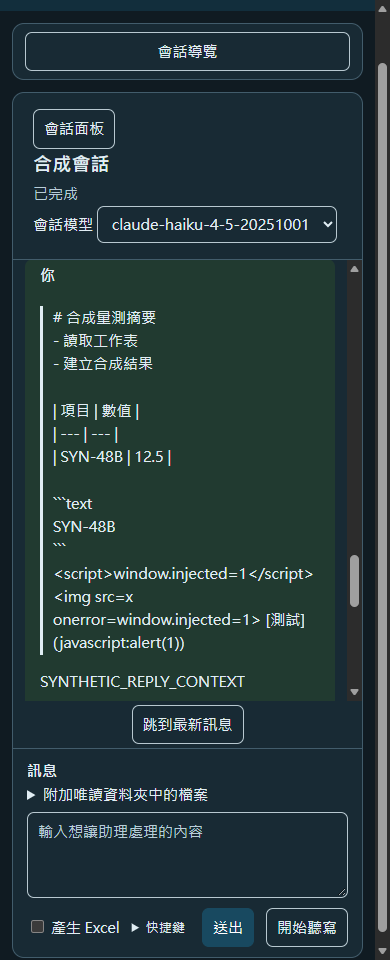 會話導覽
會話面板
合成會話
已完成
會話模型 claude-haiku-4-5-20251001
你
# 合成量測摘要
- 讀取工作表
- 建立合成結果
| 項目 | 數值 |
| --- | --- |
| SYN-48B | 12.5 |
```text
SYN-48B
```
<script>window.injected=1</script>
<img src=x
onerror=window.injected=1> [測試]
(javascript:alert(1))
SYNTHETIC_REPLY_CONTEXT
跳到最新訊息
訊息
▶ 附加唯讀資料夾中的檔案
輸入想讓助理處理的內容
產生 Excel ▶ 快捷鍵 送出 開始聽寫